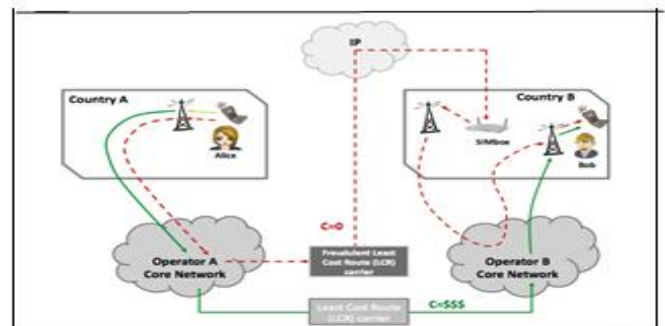 IP
Country A
Country B
Alice
SIMbox
Bob
C=0
Operator A
Core Network
Fraudulent Least
Cost Route (LCR)
carrier
Operator B
Core Network
Least Cost Route
(LCR) carrier
C=$$$